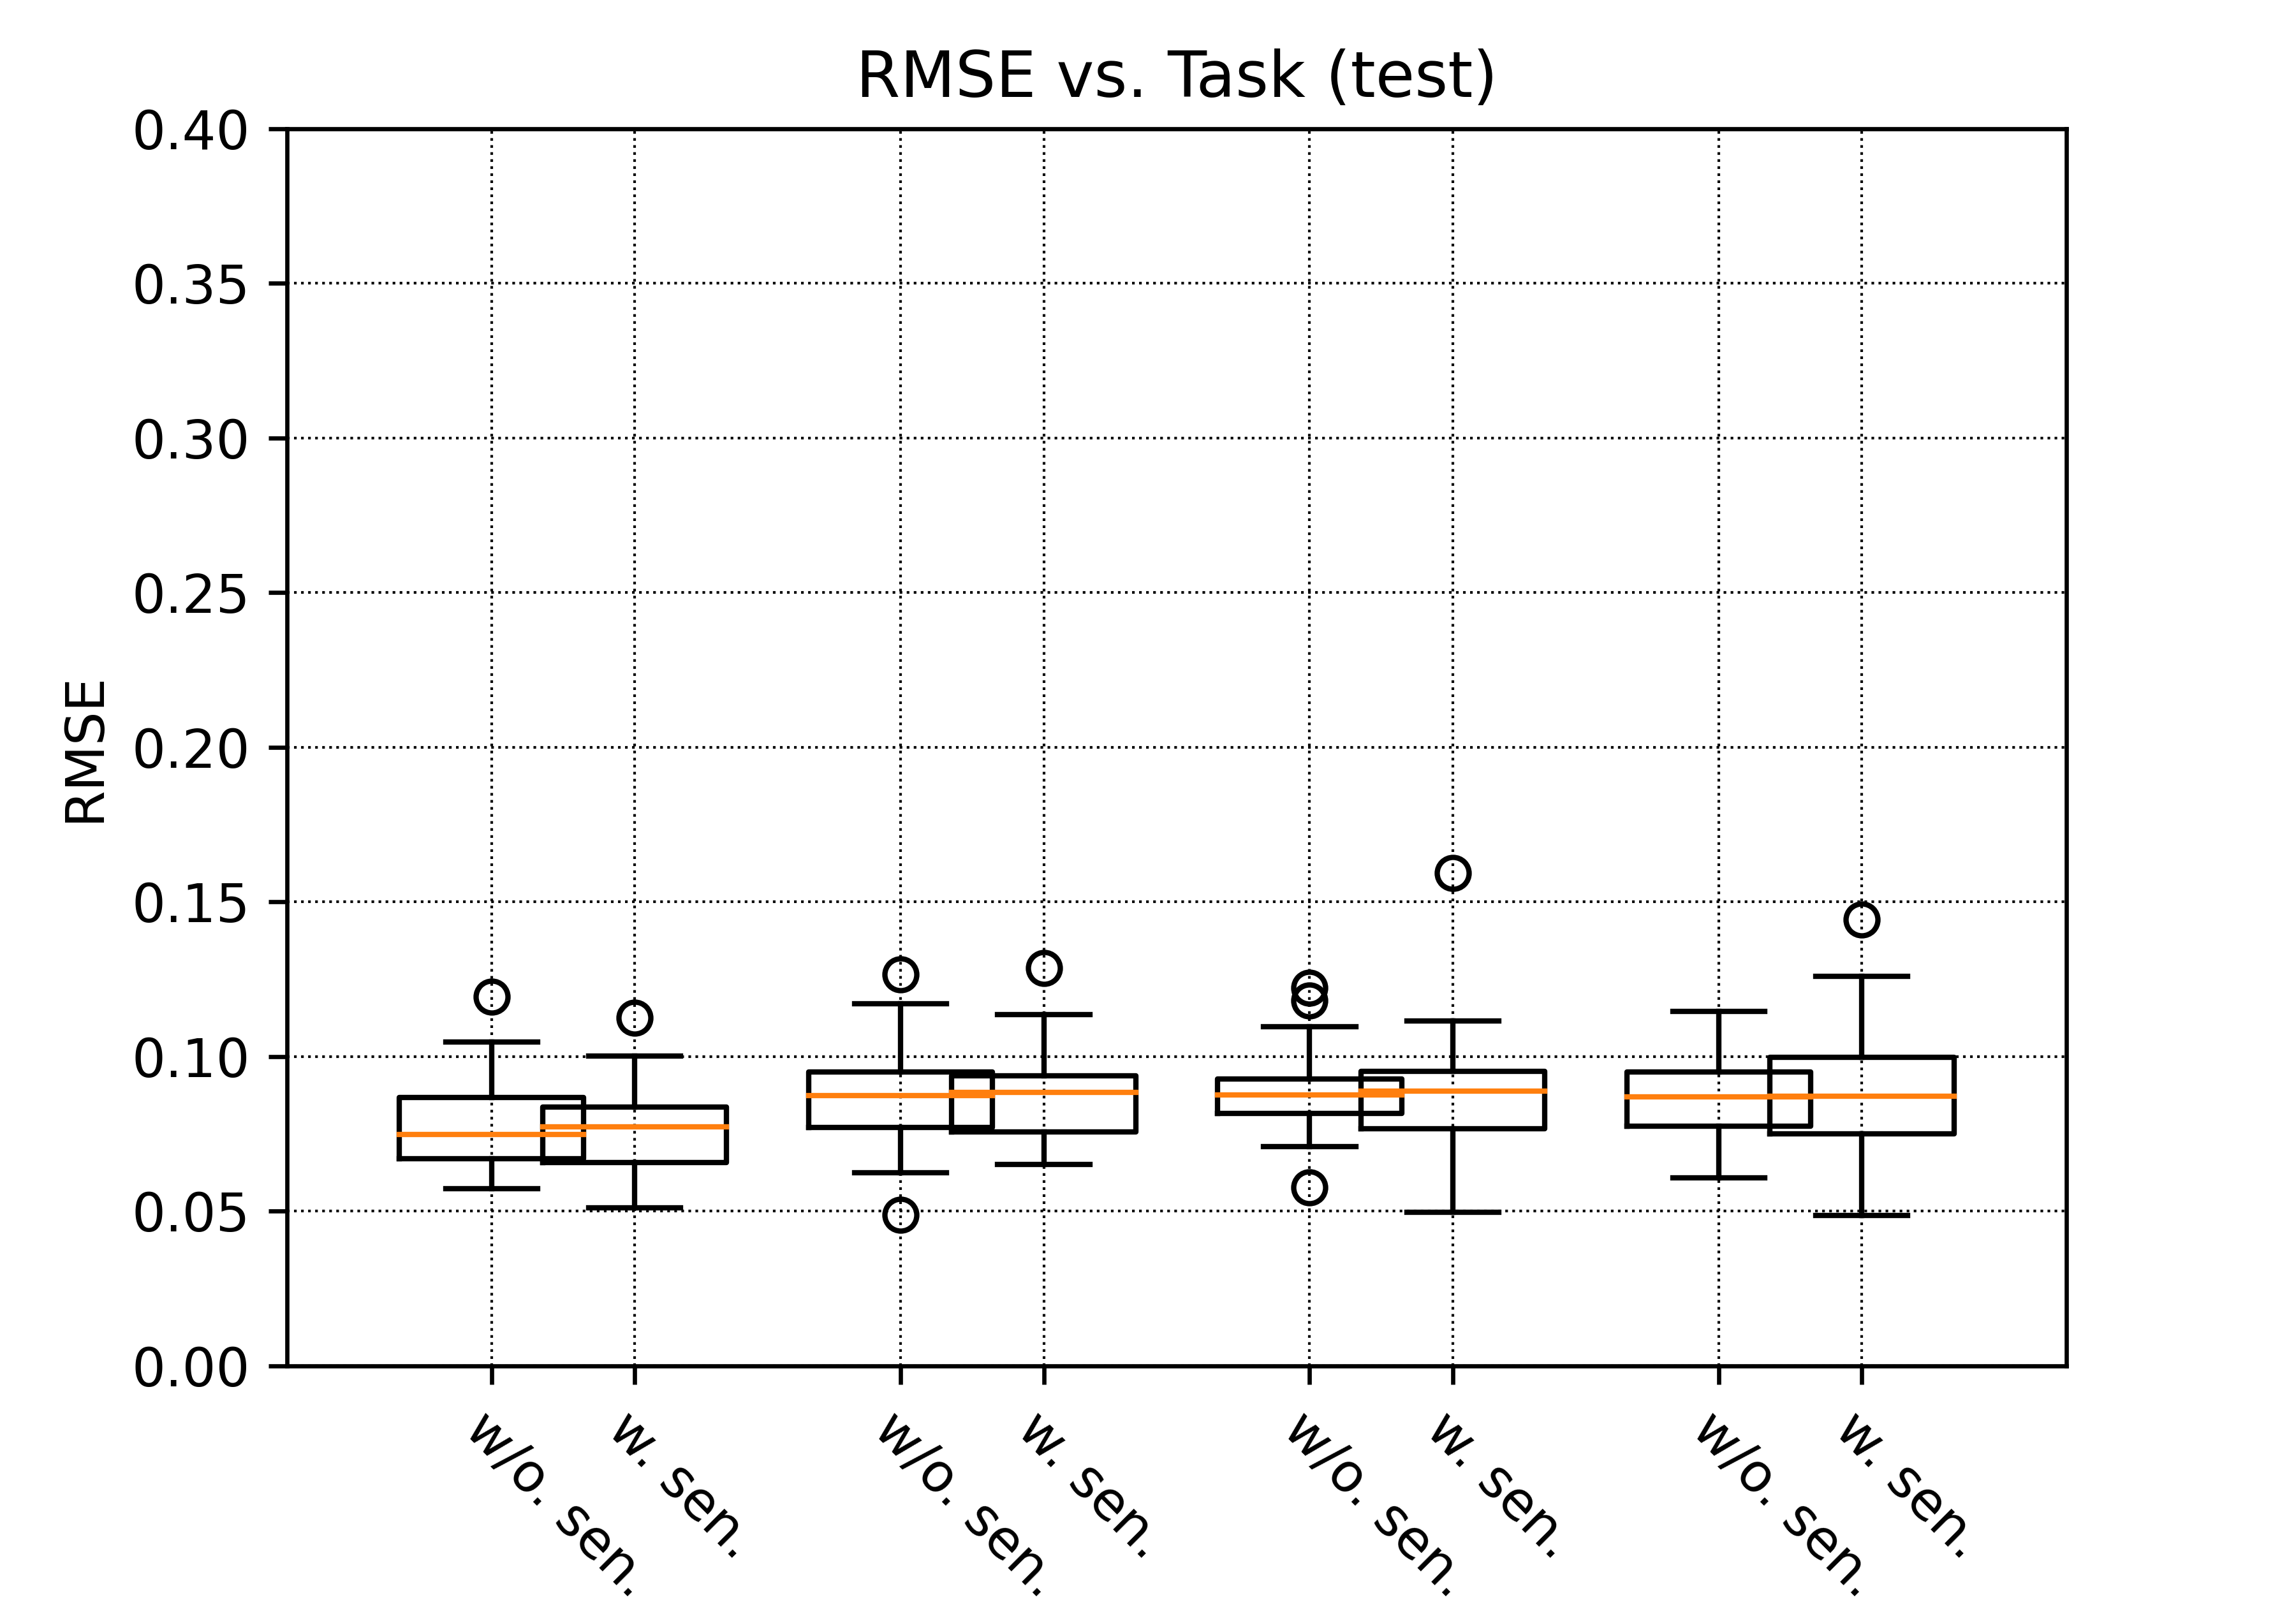 RMSE vs. Task (test)
0.40
0.35
0.30
0.25
0.20
0.15
0.10
0.05
0.00
RMSE
w/o. sen.
w. sen.
w/o. sen.
w. sen.
w/o. sen.
w. sen.
w/o. sen.
w. sen.